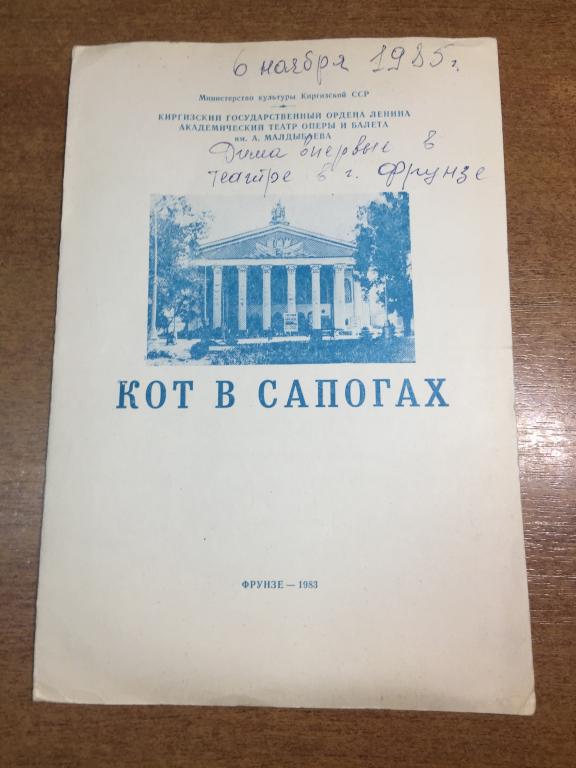 6 ноября 1985 г.
Министерство культуры Киргизской ССР
КИРГИЗСКИЙ ГОСУДАРСТВЕННЫЙ ОРДЕНА ЛЕНИНА
АКАДЕМИЧЕСКИЙ ТЕАТР ОПЕРЫ И БАЛЕТА
им. А. МАЛДЫБАЕВА
Дима впервые в
театре в г. Фрунзе
КОТ В САПОГАХ
ФРУНЗЕ — 1983